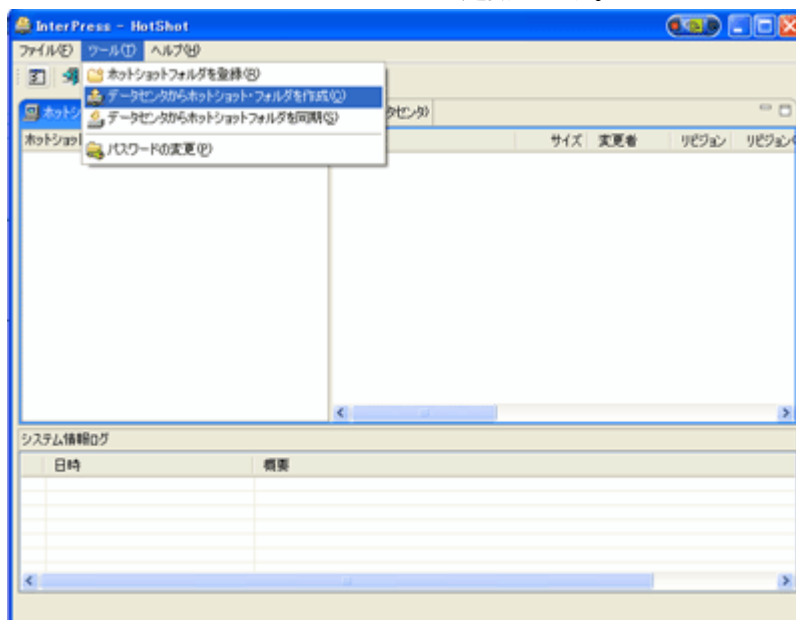 InterPress - HotShot
ファイル(F) ツール(T) ヘルプ(H)
ホットショットフォルダを登録(R)
データセンタからホットショット・フォルダを作成(C)
データセンタからホットショットフォルダを同期(S)
パスワードの変更(P)
サイズ 変更者 リビジョン
システム情報ログ
日時 概要